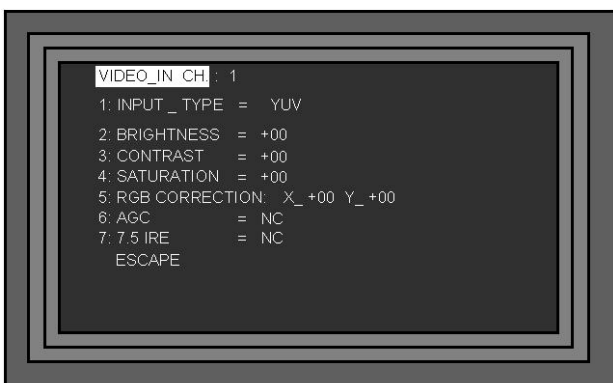 VIDEO_IN CH. : 1
1: INPUT _ TYPE = YUV
2: BRIGHTNESS = +00
3: CONTRAST = +00
4: SATURATION = +00
5: RGB CORRECTION: X_ +00 Y_ +00
6: AGC = NC
7: 7.5 IRE = NC
ESCAPE